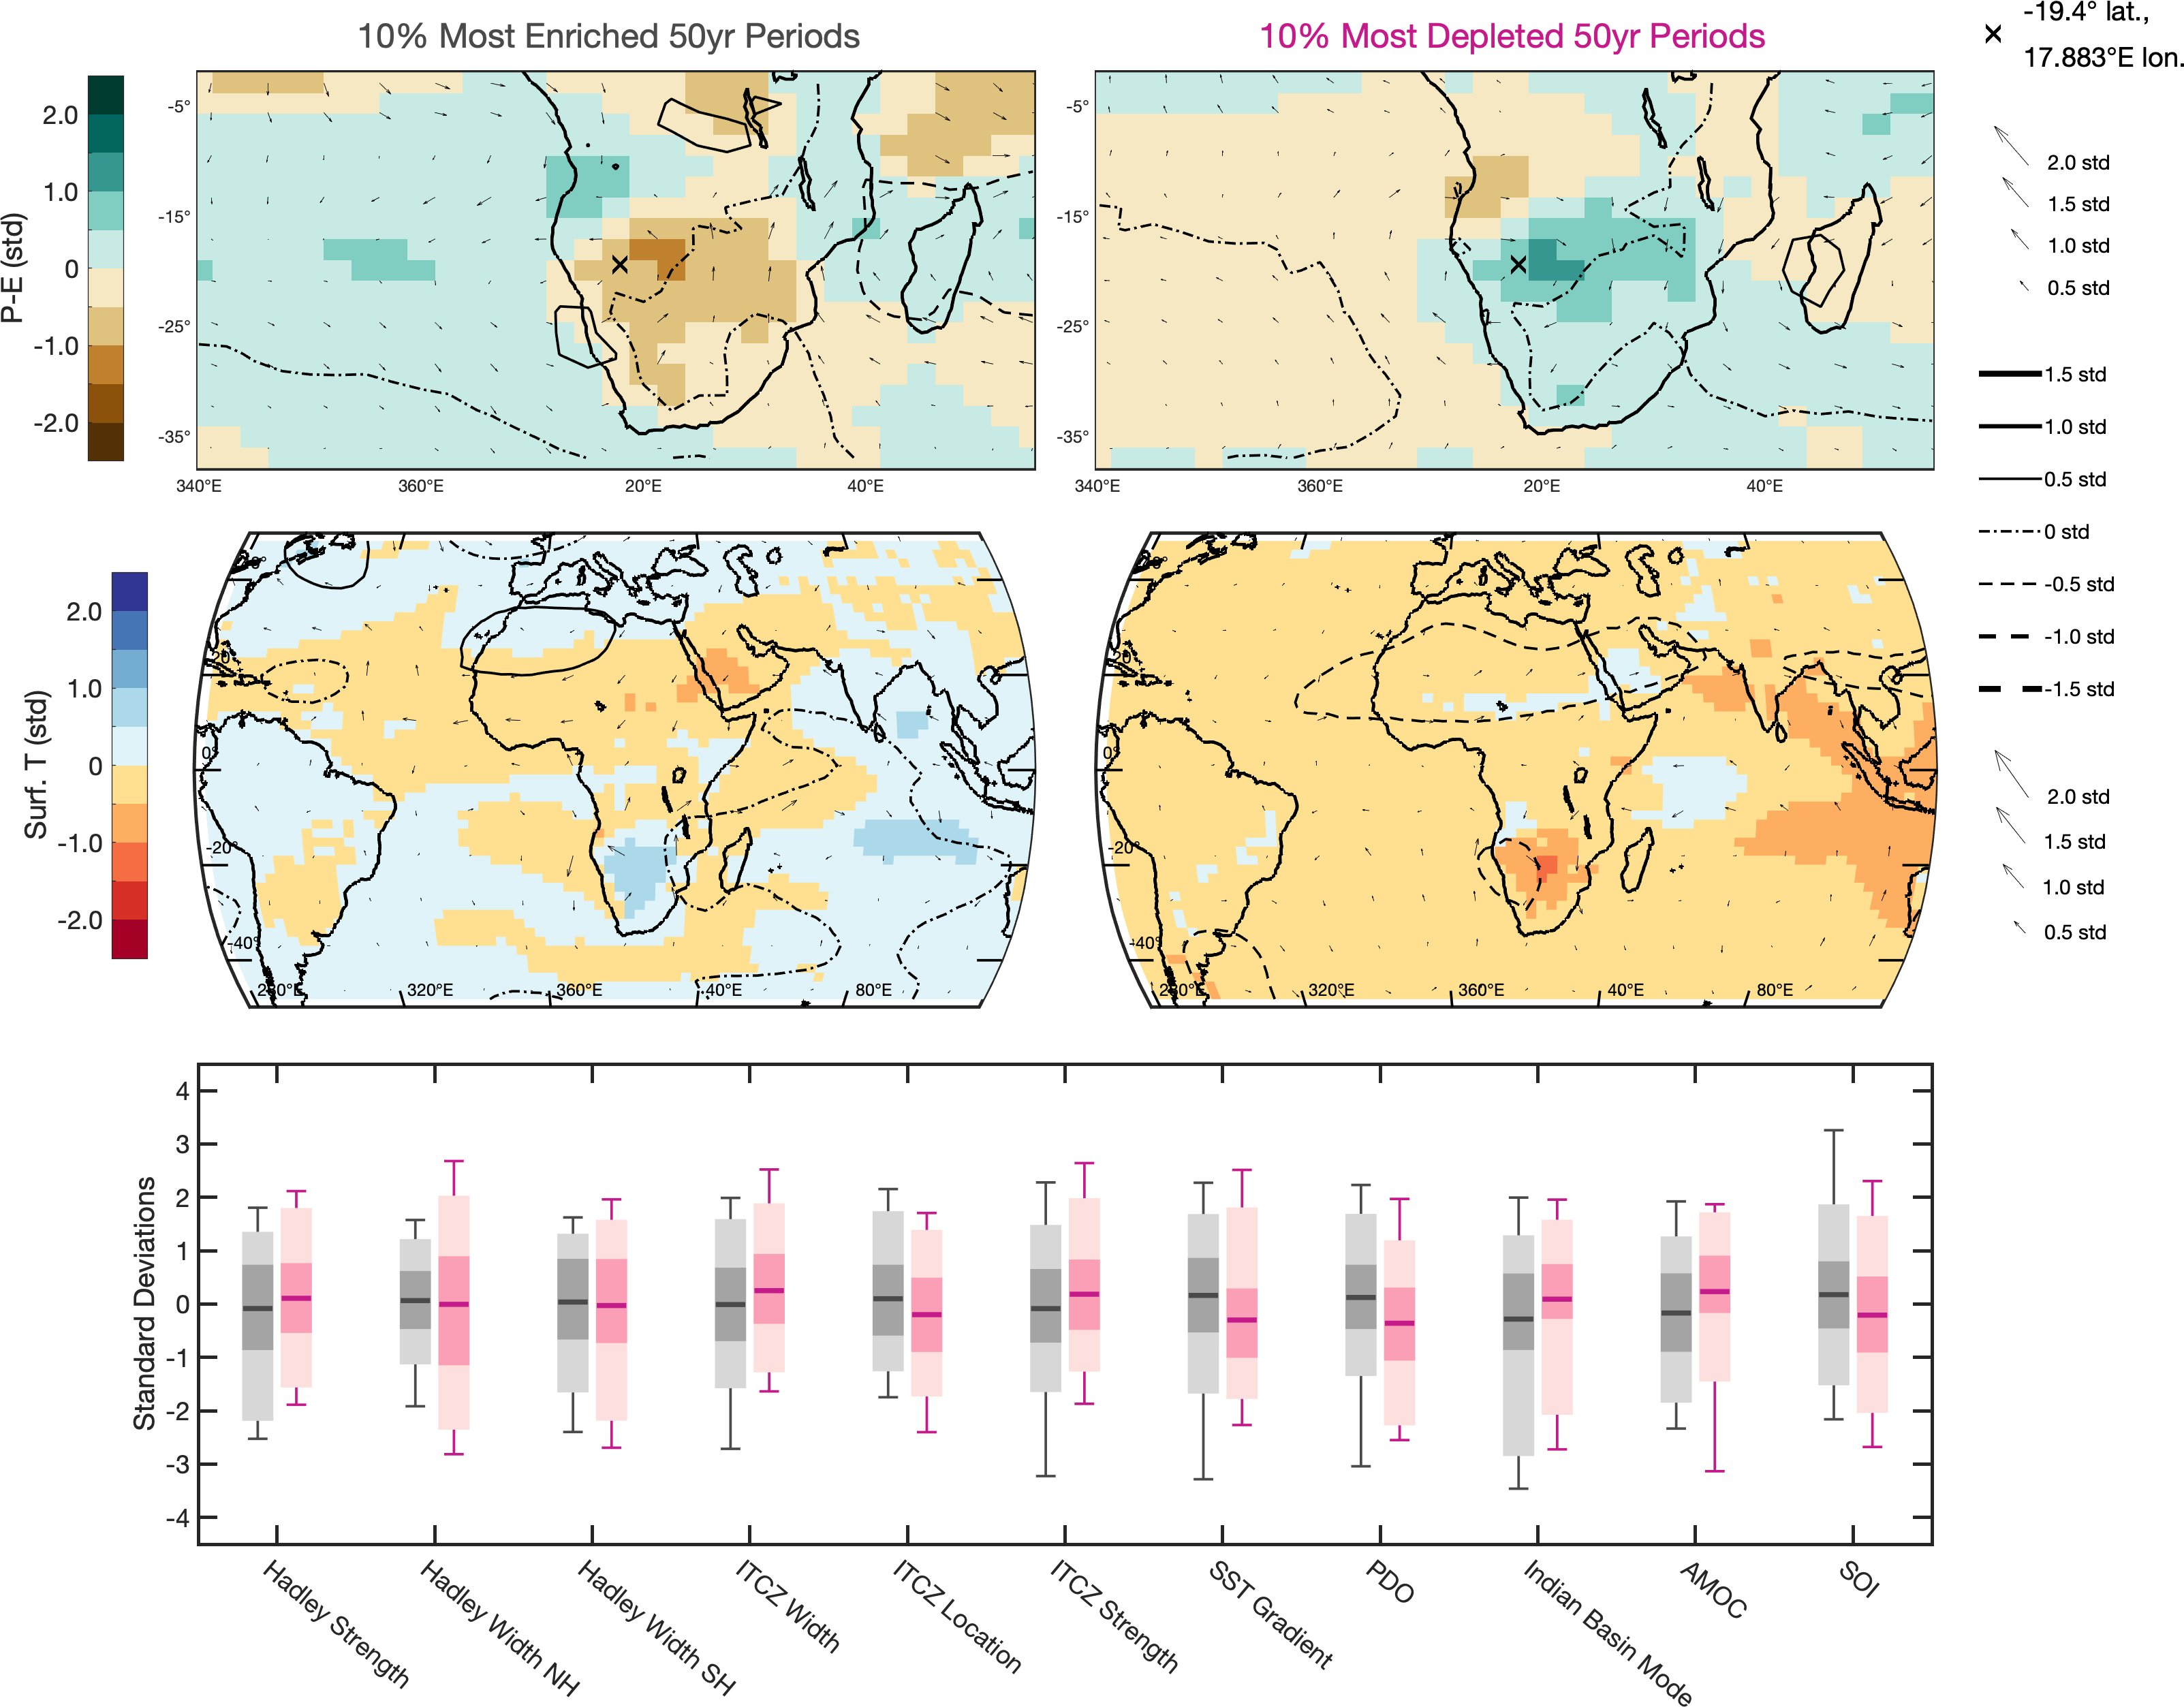 10% Most Enriched 50yr Periods
10% Most Depleted 50yr Periods
-19.4° lat.,
17.883°E lon.
P-E (std)
2.0
1.0
0
-1.0
-2.0
-5°
-15°
-25°
-35°
340°E
360°E
20°E
40°E
-5°
-15°
-25°
-35°
340°E
360°E
20°E
40°E
2.0 std
1.5 std
1.0 std
0.5 std
1.5 std
1.0 std
0.5 std
0 std
-0.5 std
-1.0 std
-1.5 std
Surf. T (std)
2.0
1.0
0
-1.0
-2.0
20°
0°
-20°
-40°
280°E
320°E
360°E
40°E
80°E
20°
0°
-20°
-40°
280°E
320°E
360°E
40°E
80°E
2.0 std
1.5 std
1.0 std
0.5 std
Standard Deviations
4
3
2
1
0
-1
-2
-3
-4
Hadley Strength
Hadley Width NH
Hadley Width SH
ITCZ Width
ITCZ Location
ITCZ Strength
SST Gradient
PDO
Indian Basin Mode
AMOC
SOI